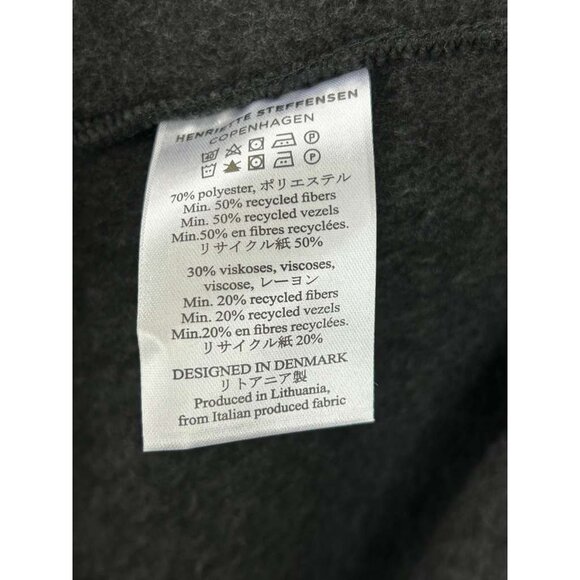 HENRIETTE STEFFENSEN
COPENHAGEN
70% polyester, ポリエステル
Min. 50% recycled fibers
Min. 50% recycled vezels
Min.50% en fibres recyclées.
リサイクル紙 50%
30% viskoses, viscoses,
viscose, レーヨン
Min. 20% recycled fibers
Min. 20% recycled vezels
Min.20% en fibres recyclées.
リサイクル紙 20%
DESIGNED IN DENMARK
リトアニア製
Produced in Lithuania,
from Italian produced fabric